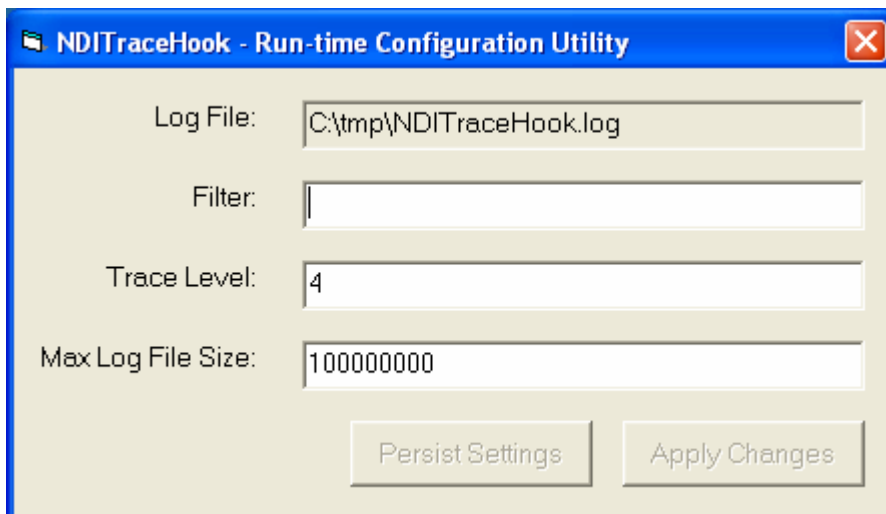 NDITraceHook - Run-time Configuration Utility
Log File: C:\tmp\NDITraceHook.log
Filter:
Trace Level: 4
Max Log File Size: 100000000
Persist Settings Apply Changes